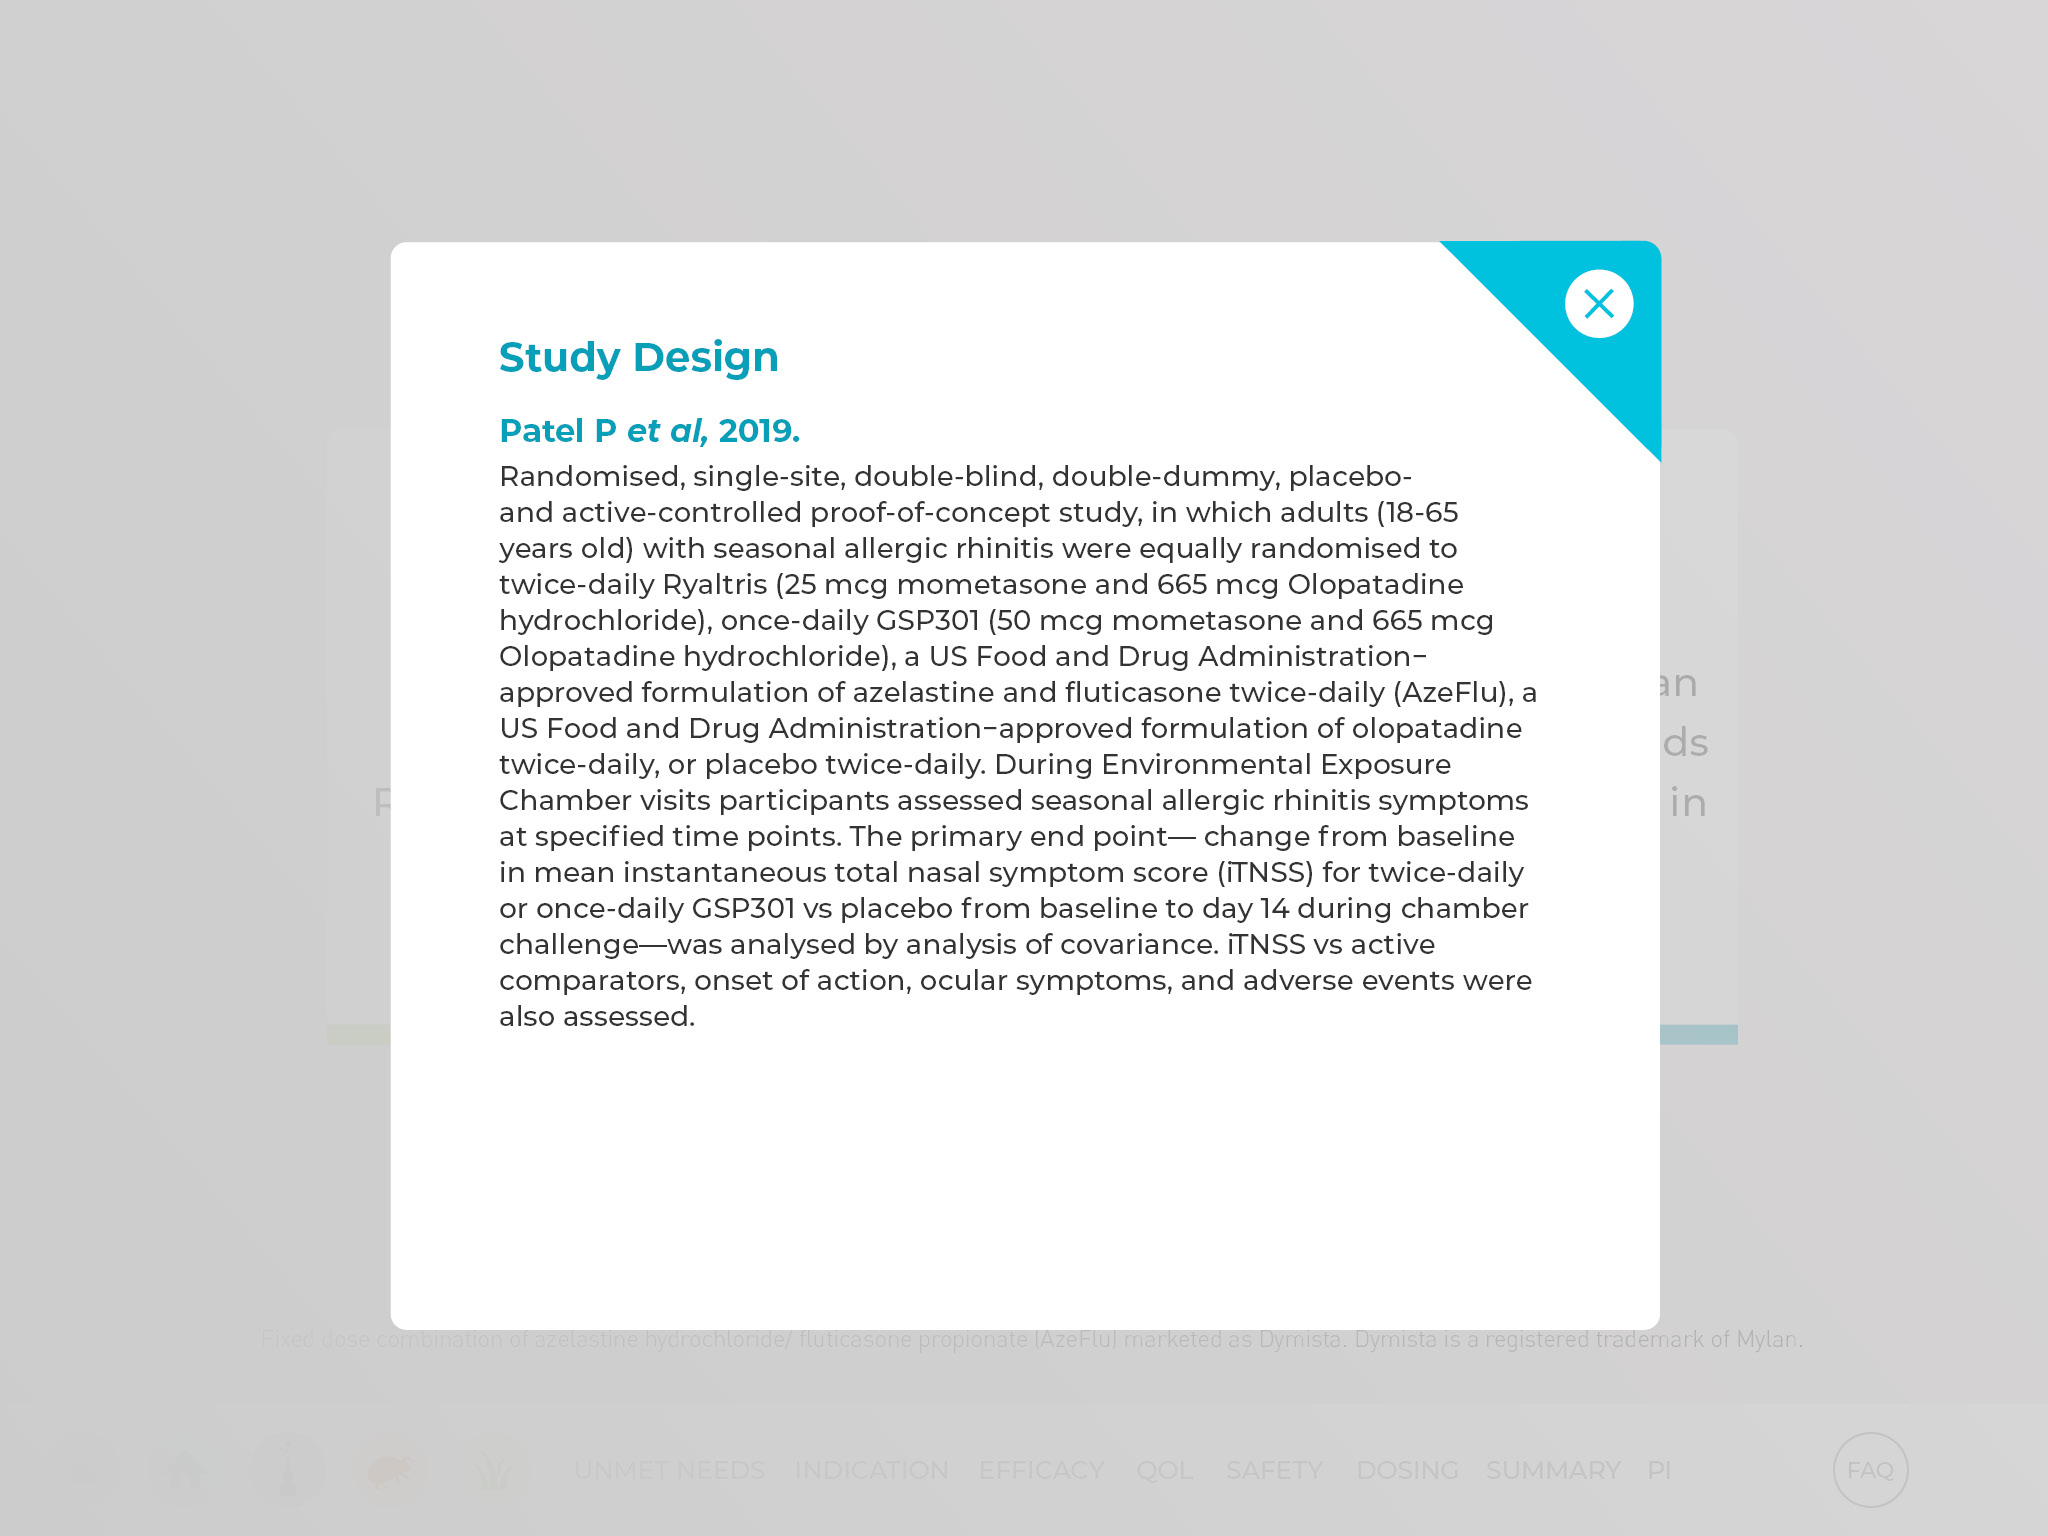 Study Design
Patel P et al, 2019.
Randomised, single-site, double-blind, double-dummy, placebo-
and active-controlled proof-of-concept study, in which adults (18-65
years old) with seasonal allergic rhinitis were equally randomised to
twice-daily Ryaltris (25 mcg mometasone and 665 mcg Olopatadine
hydrochloride), once-daily GSP301 (50 mcg mometasone and 665 mcg
Olopatadine hydrochloride), a US Food and Drug Administration–
approved formulation of azelastine and fluticasone twice-daily (AzeFlu), a
US Food and Drug Administration–approved formulation of olopatadine
twice-daily, or placebo twice-daily. During Environmental Exposure
Chamber visits participants assessed seasonal allergic rhinitis symptoms
at specified time points. The primary end point— change from baseline
in mean instantaneous total nasal symptom score (iTNSS) for twice-daily
or once-daily GSP301 vs placebo from baseline to day 14 during chamber
challenge—was analysed by analysis of covariance. iTNSS vs active
comparators, onset of action, ocular symptoms, and adverse events were
also assessed.
in
Fixed dose combination of azelastine hydrochloride/ fluticasone propionate (AzeFlu) marketed as Dymista. Dymista is a registered trademark of Mylan.
UNMET NEEDS INDICATION EFFICACY QOL SAFETY DOSING SUMMARY PI FAQ